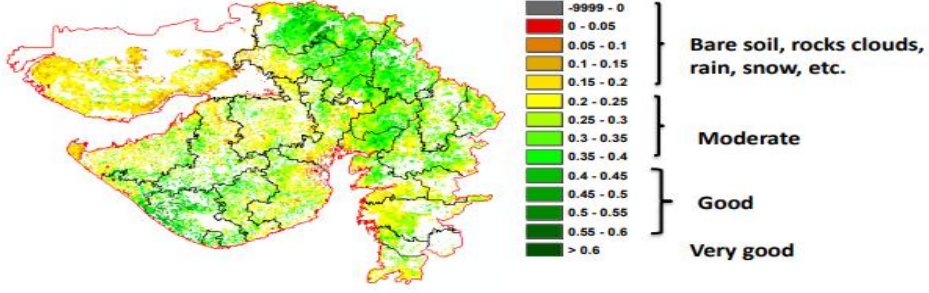 -9999 - 0
0 - 0.05
0.05 - 0.1
0.1 - 0.15
0.15 - 0.2
0.2 - 0.25
0.25 - 0.3
0.3 - 0.35
0.35 - 0.4
0.4 - 0.45
0.45 - 0.5
0.5 - 0.55
0.55 - 0.6
> 0.6
Bare soil, rocks clouds,
rain, snow, etc.
Moderate
Good
Very good